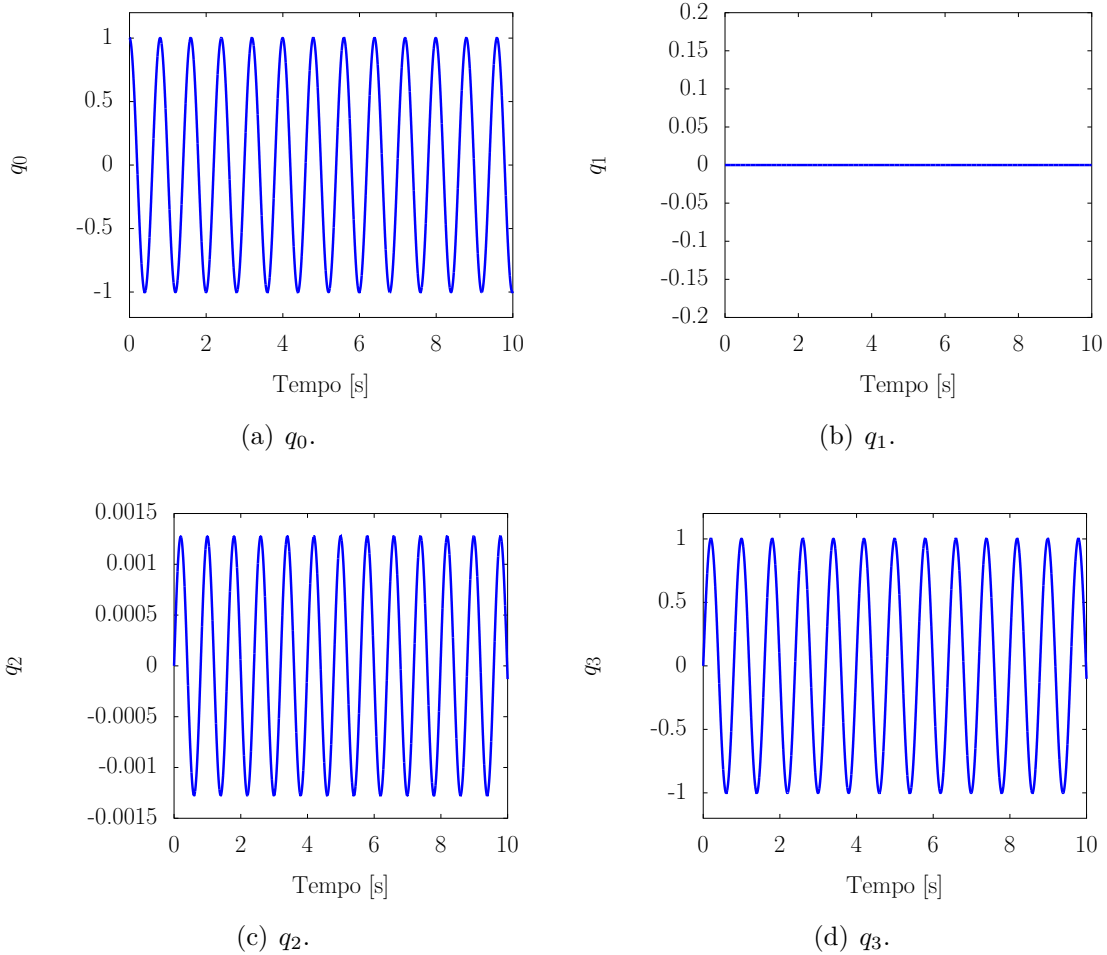 1
0.5
0
-0.5
-1
q0
0 2 4 6 8 10
Tempo [s]
(a) q0.
0.2
0.15
0.1
0.05
0
-0.05
-0.1
-0.15
-0.2
q1
0 2 4 6 8 10
Tempo [s]
(b) q1.
0.0015
0.001
0.0005
0
-0.0005
-0.001
-0.0015
q2
0 2 4 6 8 10
Tempo [s]
(c) q2.
1
0.5
0
-0.5
-1
q3
0 2 4 6 8 10
Tempo [s]
(d) q3.